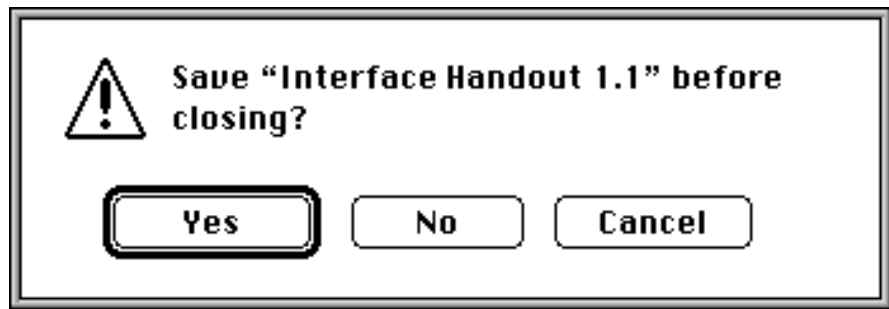 Save “Interface Handout 1.1” before
closing?
Yes No Cancel